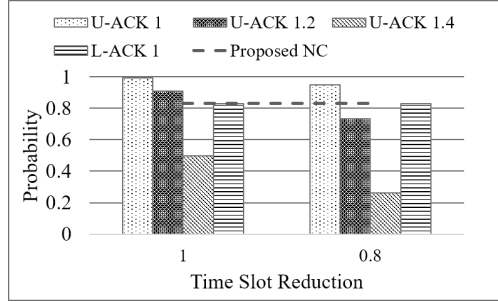 U-ACK 1 U-ACK 1.2 U-ACK 1.4
L-ACK 1 Proposed NC
1
0.8
0.6
0.4
0.2
0
Probability
1 0.8
Time Slot Reduction